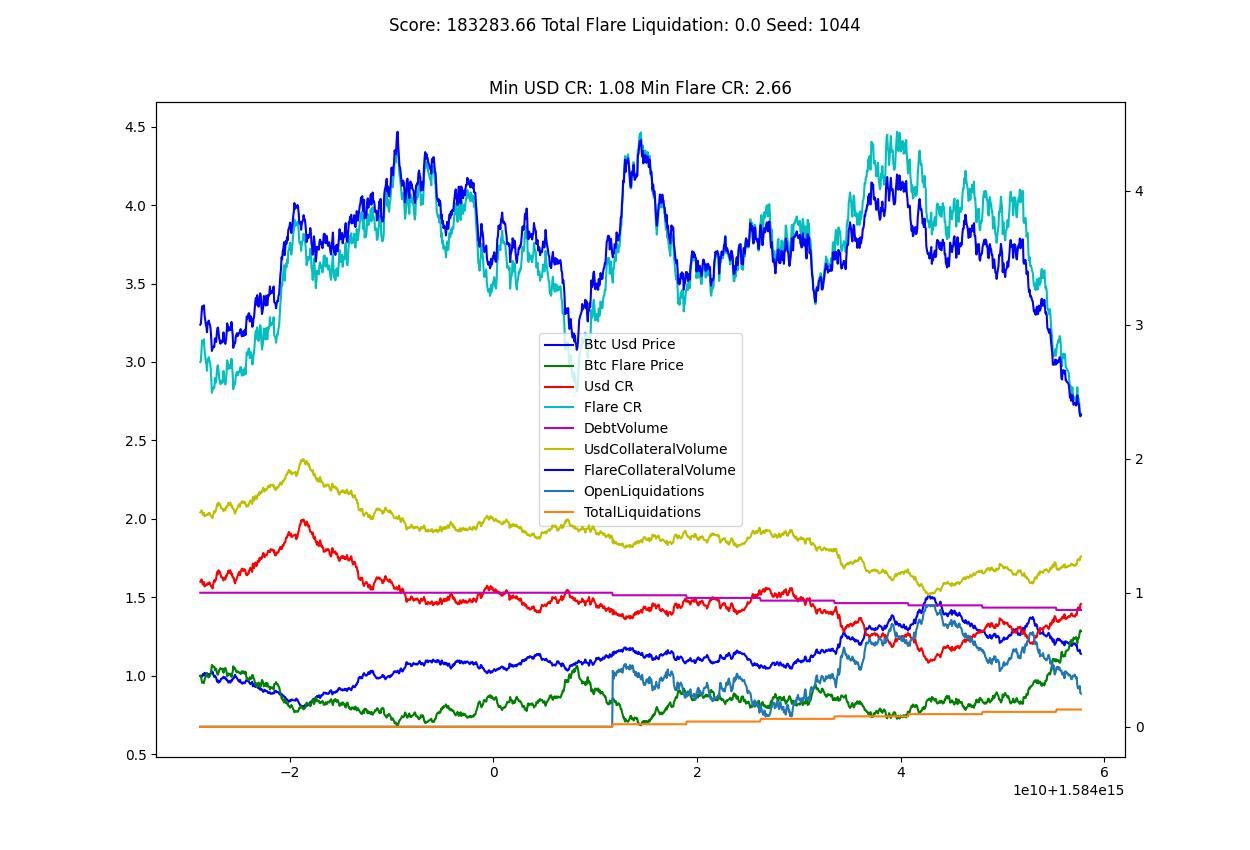 Score: 183283.66 Total Flare Liquidation: 0.0 Seed: 1044
Min USD CR: 1.08 Min Flare CR: 2.66
4.5
4.0
3.5
3.0
2.5
2.0
1.5
1.0
0.5
4
3
2
1
0
Btc Usd Price
Btc Flare Price
Usd CR
Flare CR
DebtVolume
UsdCollateralVolume
FlareCollateralVolume
OpenLiquidations
TotalLiquidations
−2 0 2 4 6
1e10+1.584e15